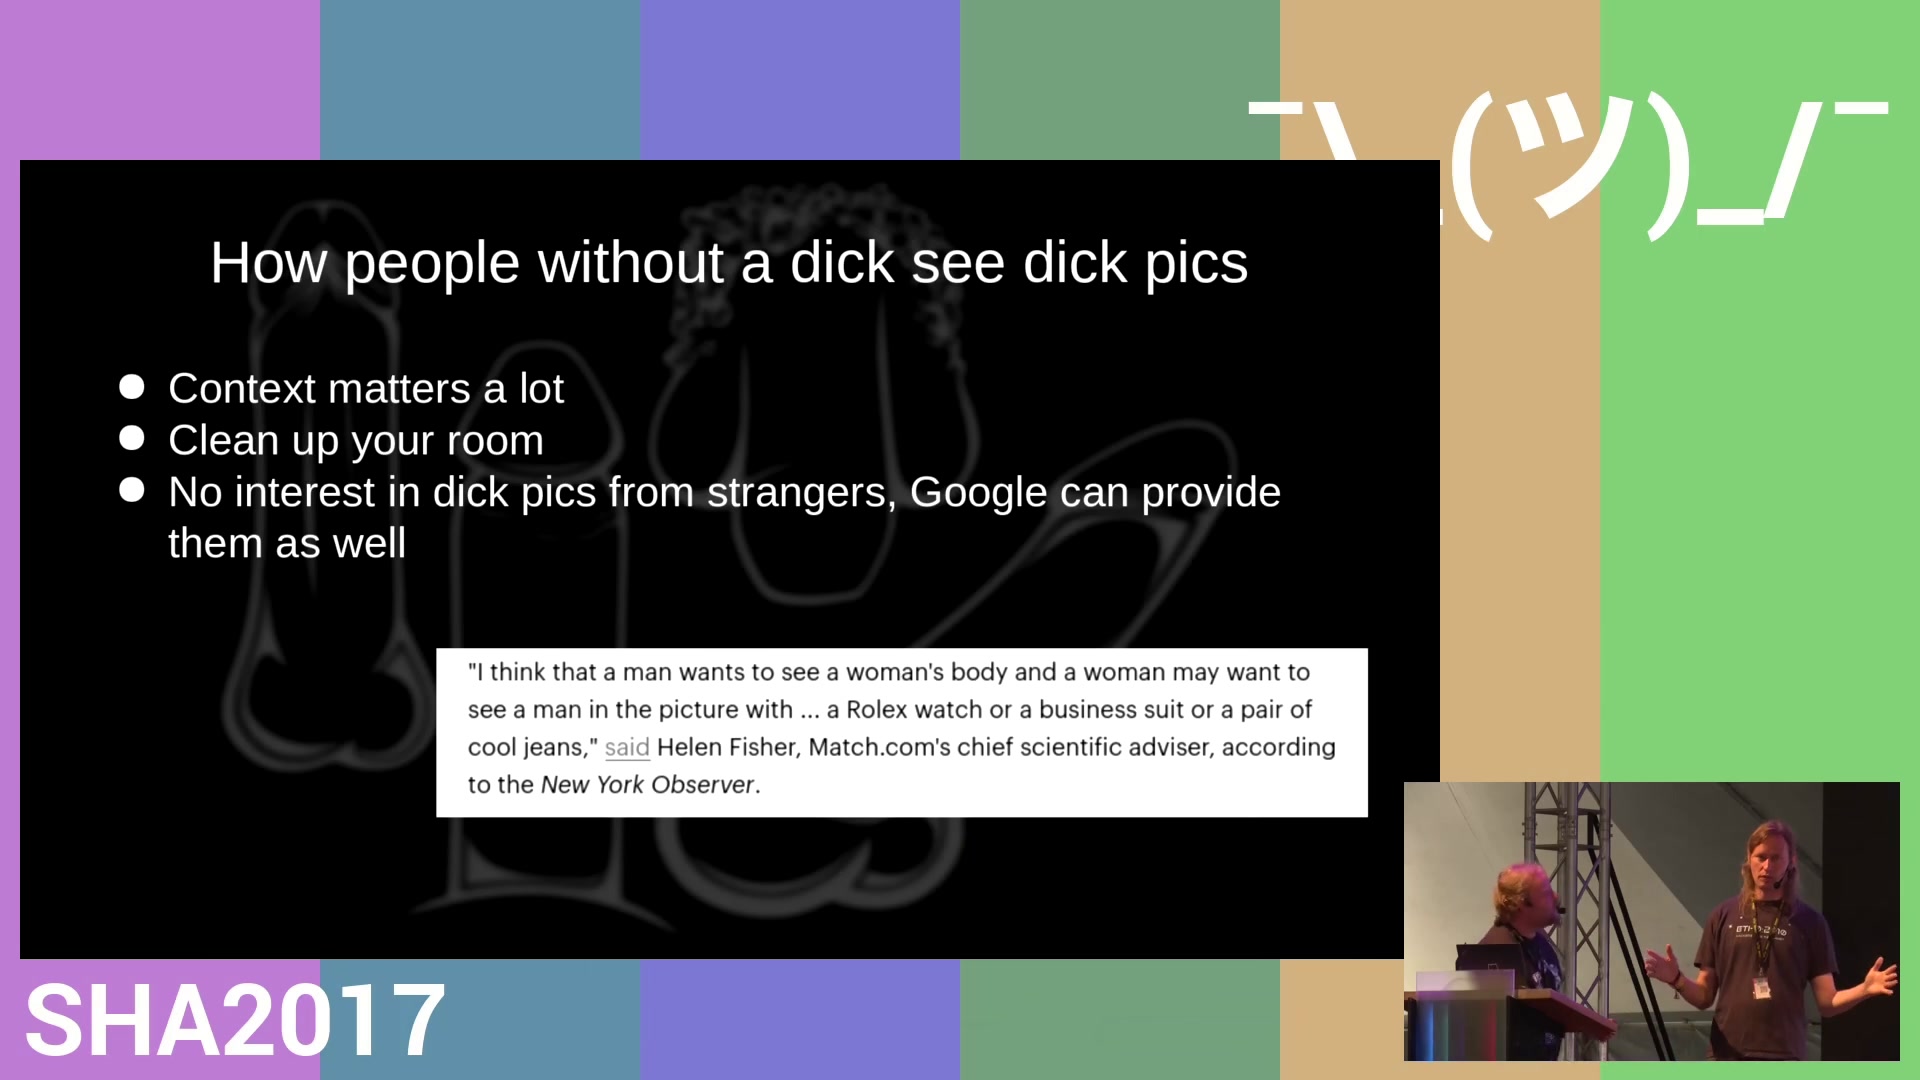 ¯\_(ツ)_/¯
How people without a dick see dick pics
● Context matters a lot
● Clean up your room
● No interest in dick pics from strangers, Google can provide
them as well
"I think that a man wants to see a woman's body and a woman may want to
see a man in the picture with ... a Rolex watch or a business suit or a pair of
cool jeans," said Helen Fisher, Match.com's chief scientific adviser, according
to the New York Observer.
SHA2017